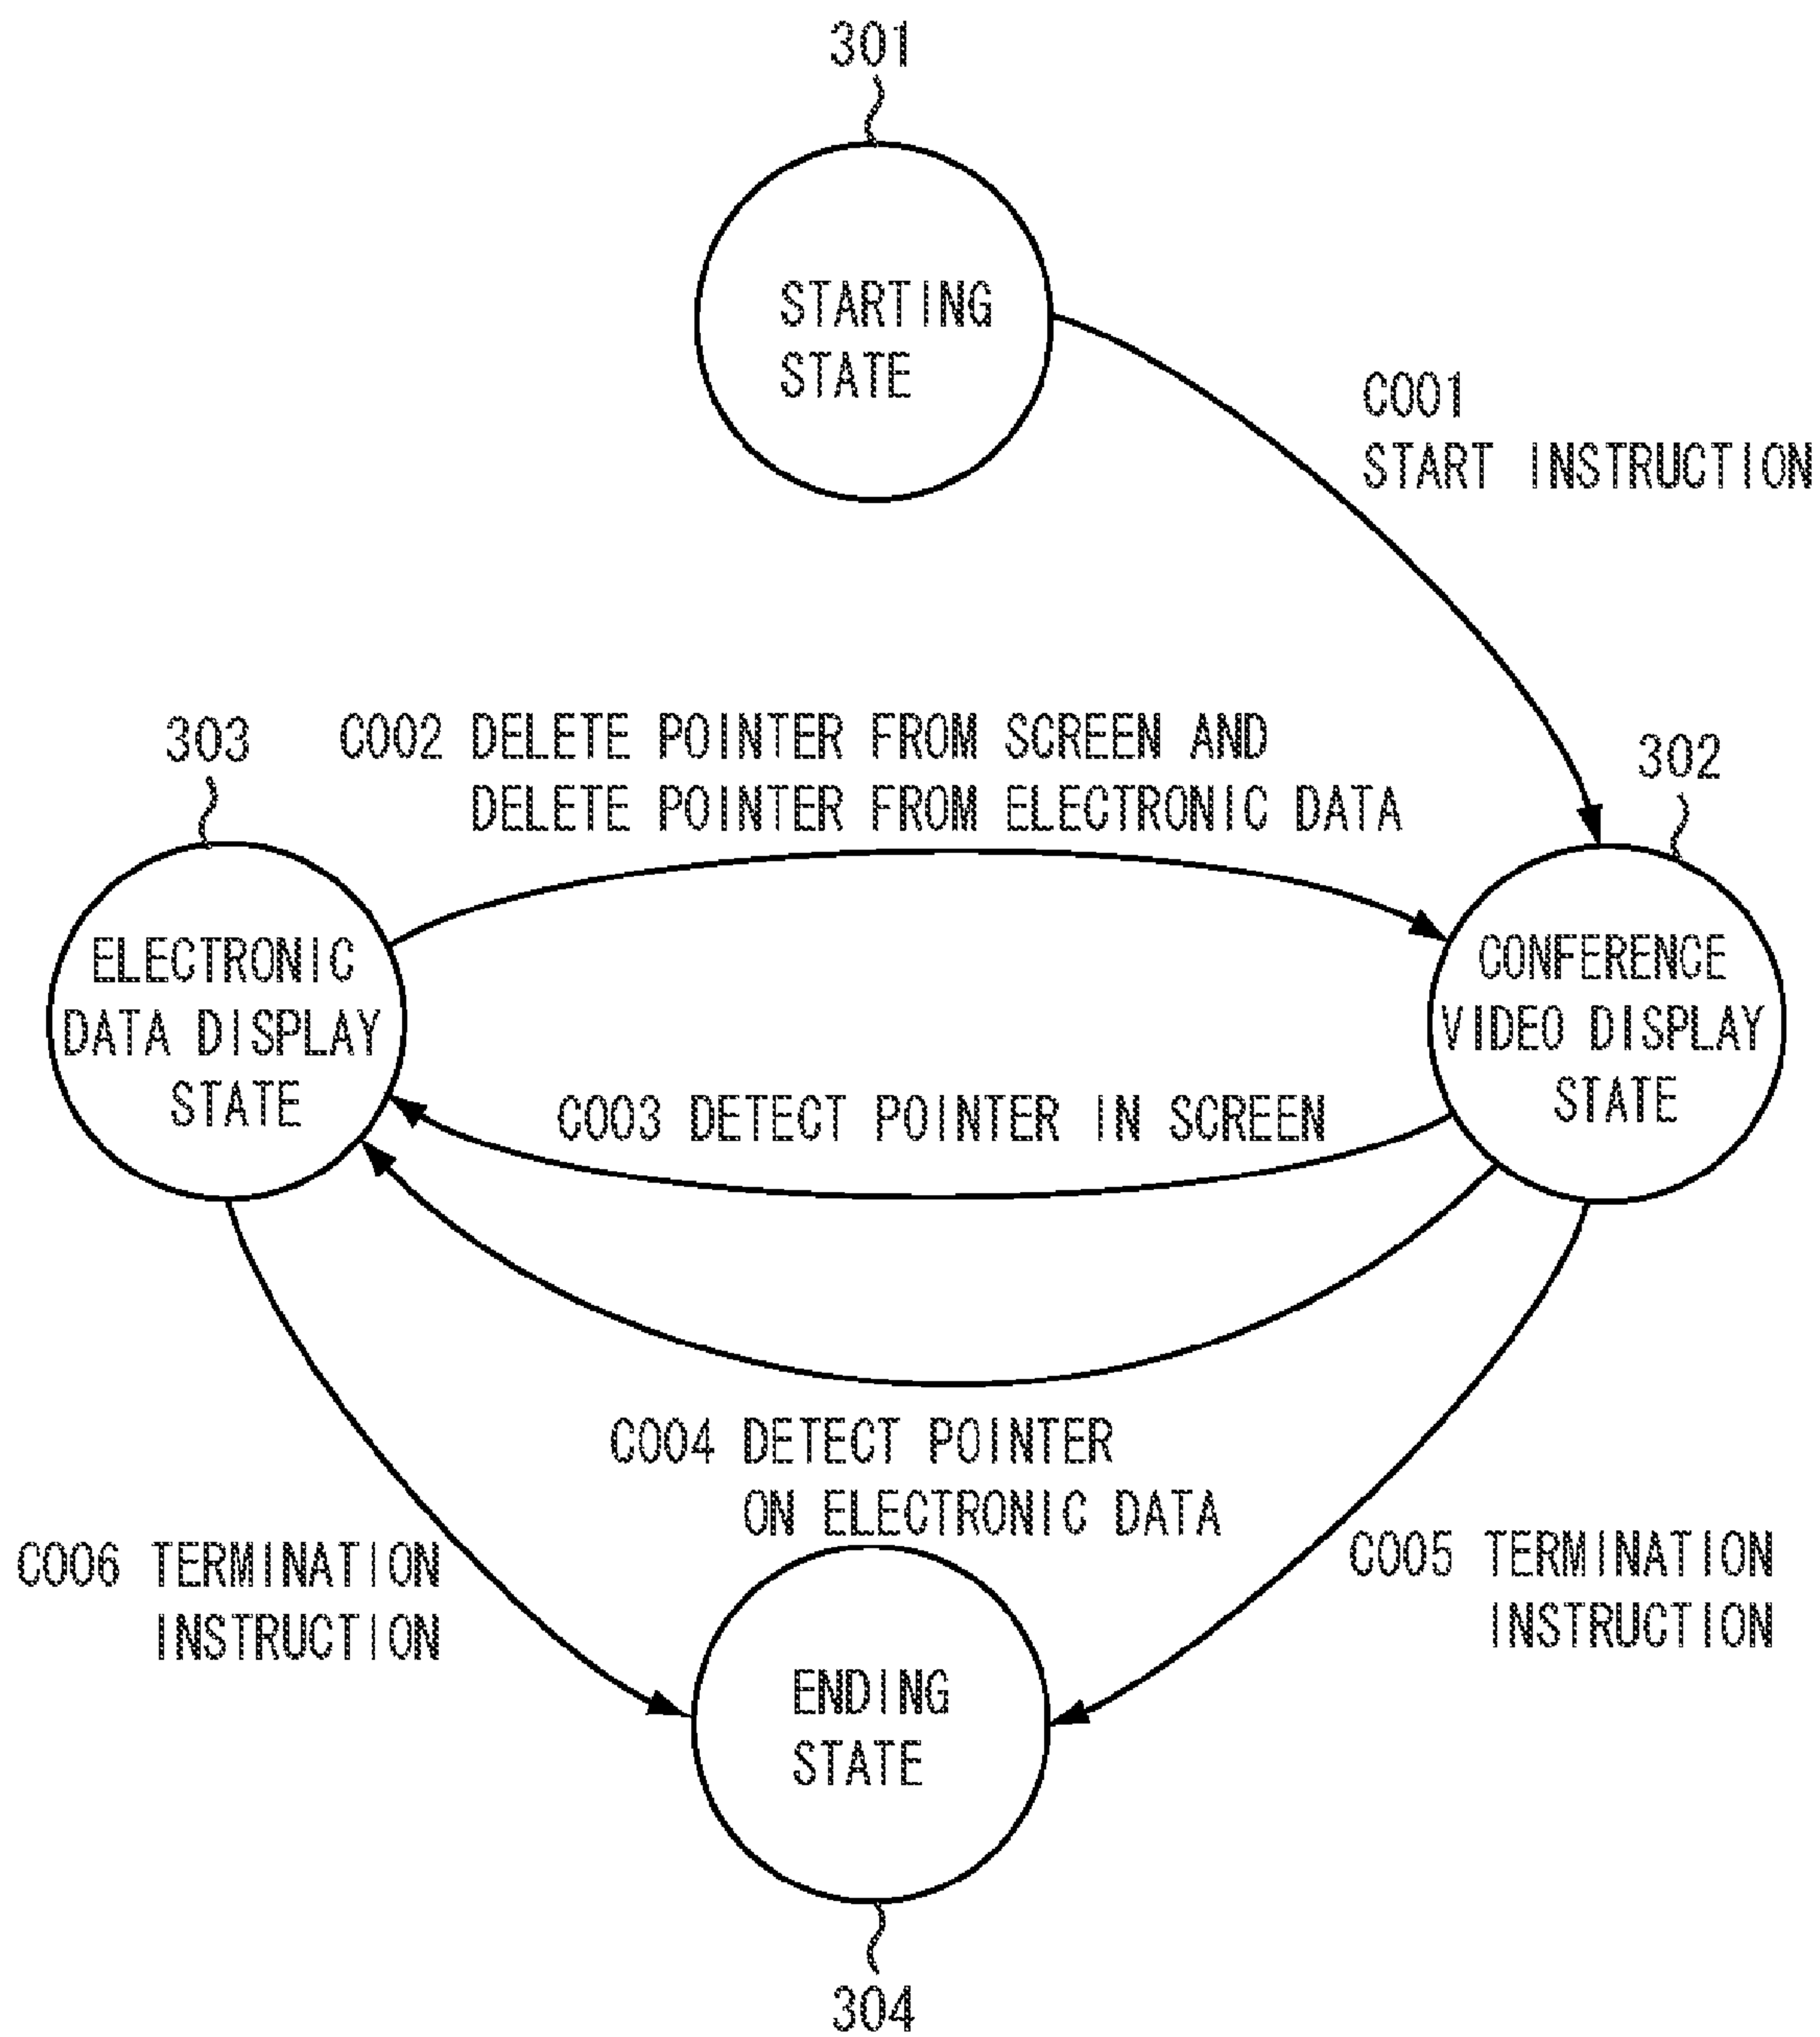 301
STARTING
STATE
C001
START INSTRUCTION
303
C002 DELETE POINTER FROM SCREEN AND
DELETE POINTER FROM ELECTRONIC DATA
302
ELECTRONIC
DATA DISPLAY
STATE
CONFERENCE
VIDEO DISPLAY
STATE
C003 DETECT POINTER IN SCREEN
C004 DETECT POINTER
ON ELECTRONIC DATA
C006 TERMINATION
INSTRUCTION
C005 TERMINATION
INSTRUCTION
ENDING
STATE
304